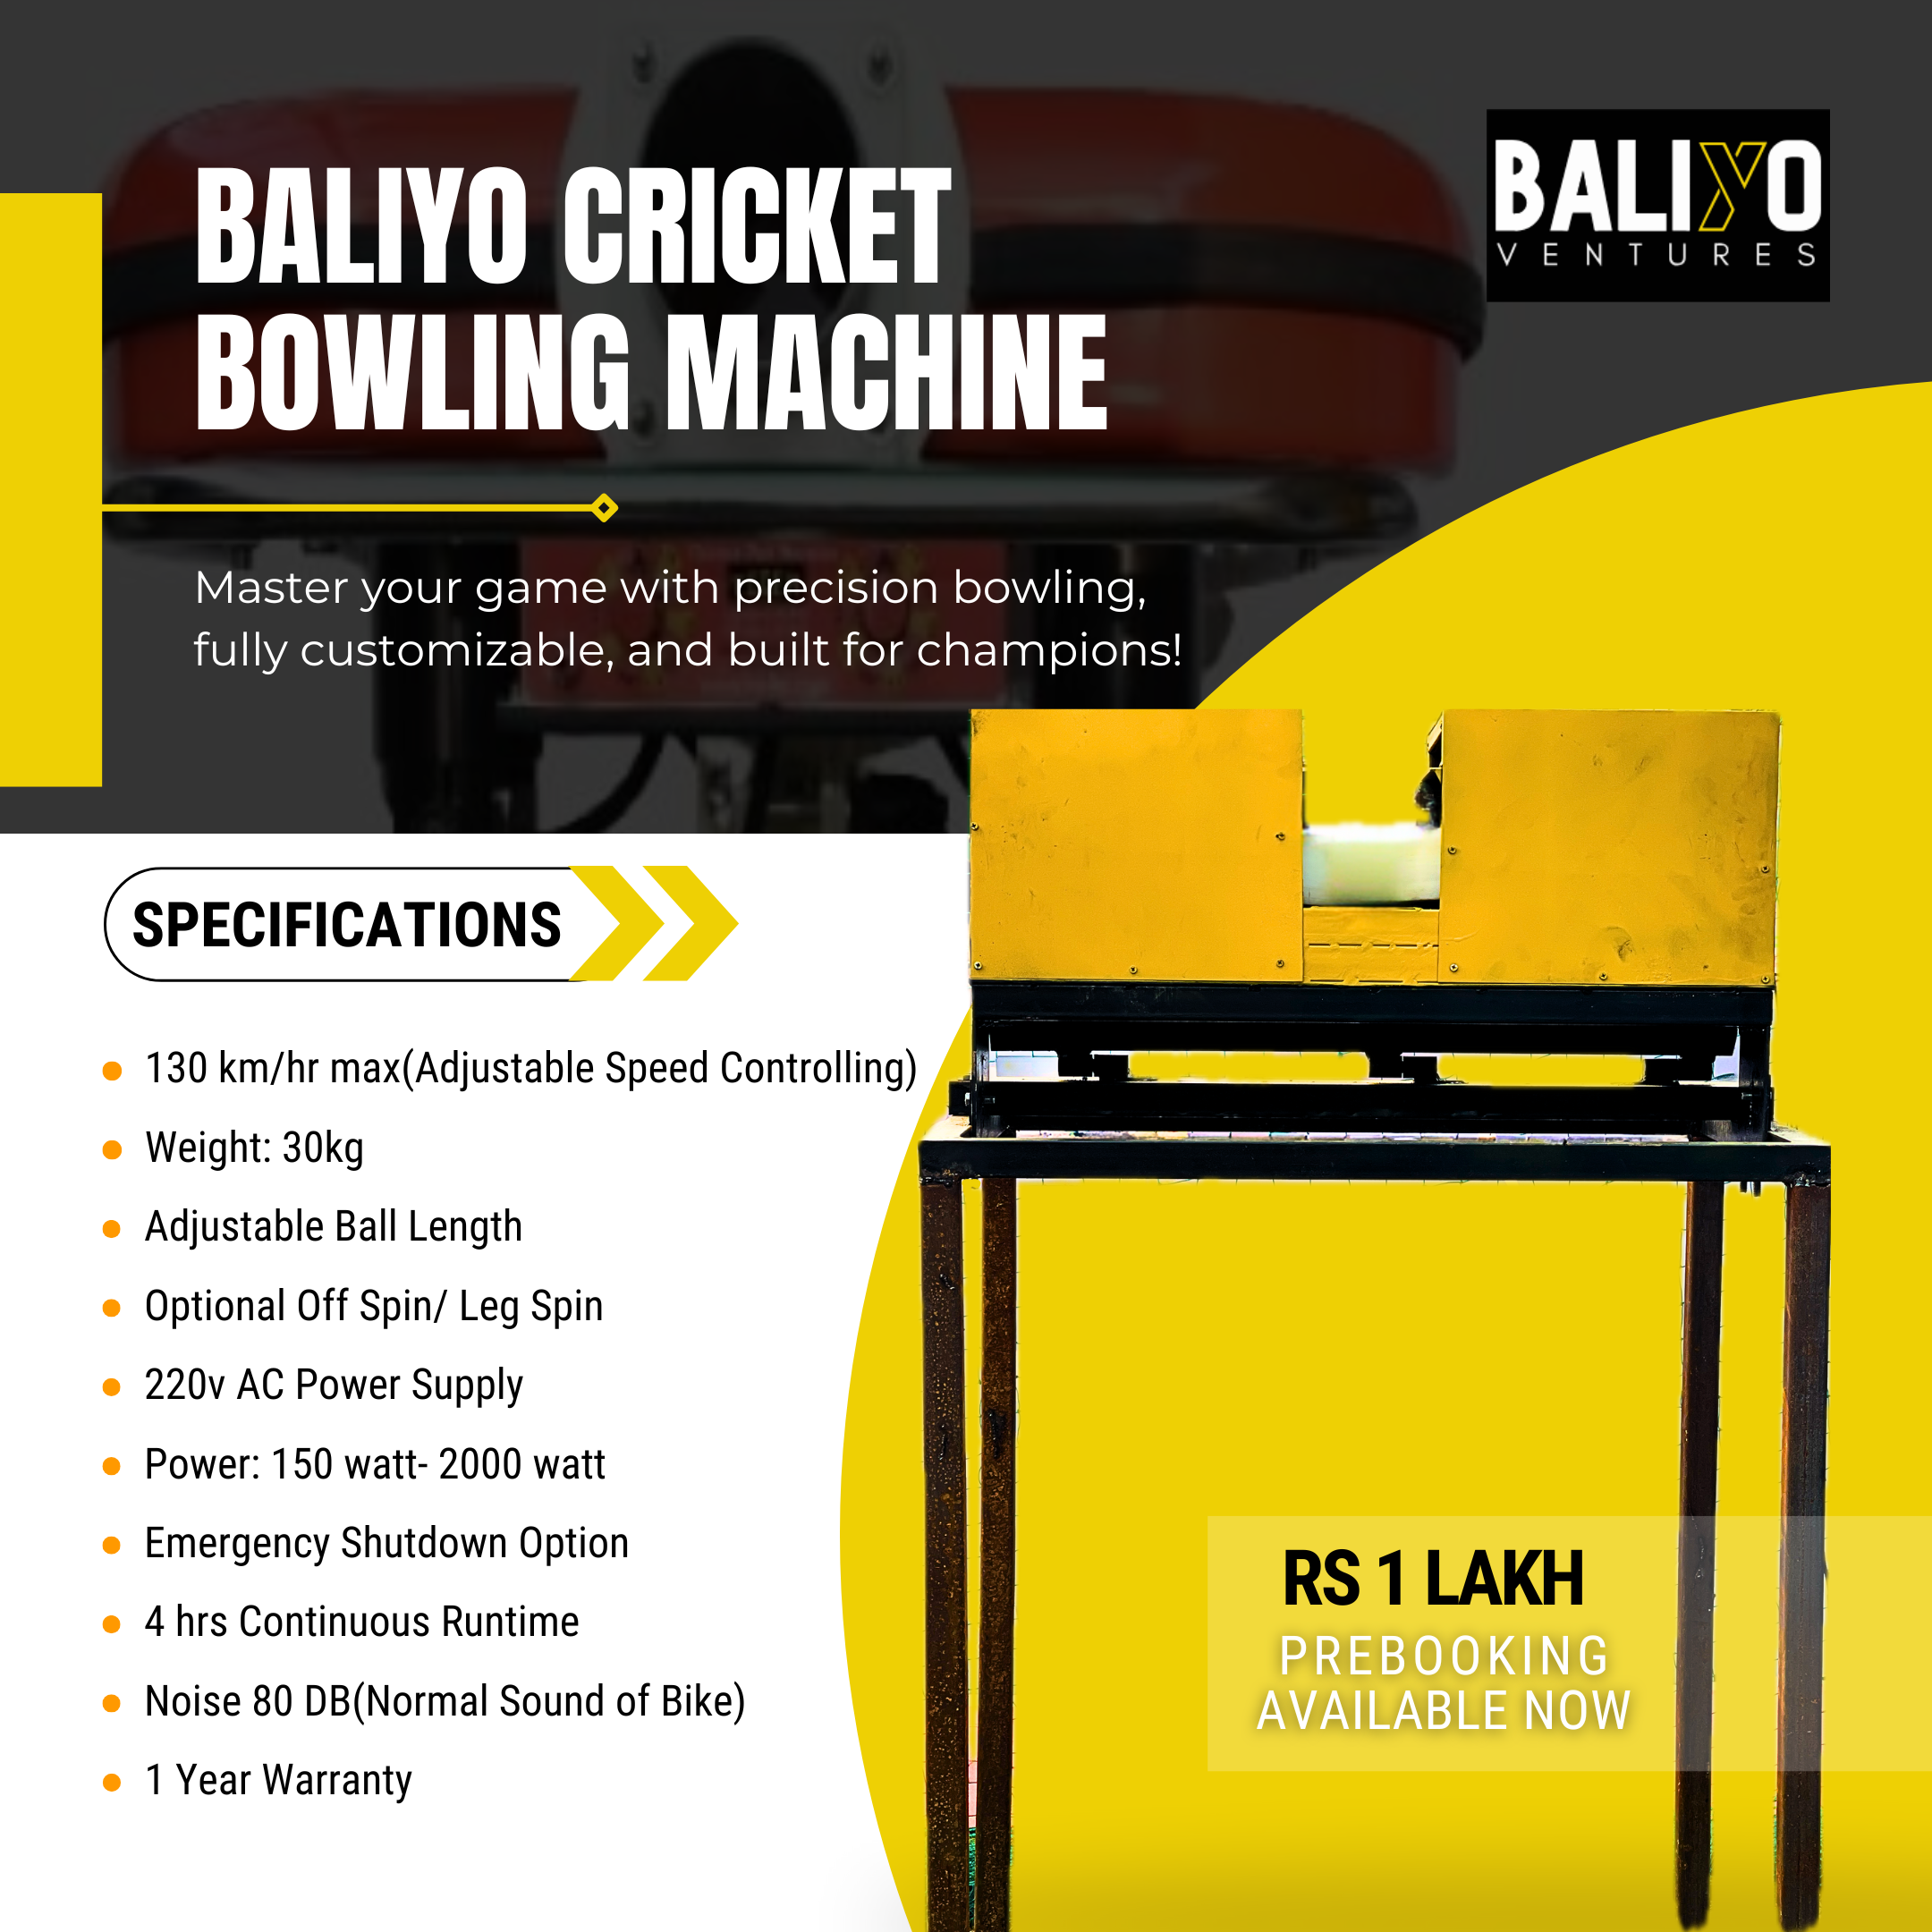 BALIYO CRICKET
BOWLING MACHINE
BALIYO
VENTURES
Master your game with precision bowling,
fully customizable, and built for champions!
SPECIFICATIONS
130 km/hr max(Adjustable Speed Controlling)
Weight: 30kg
Adjustable Ball Length
Optional Off Spin/ Leg Spin
220v AC Power Supply
Power: 150 watt- 2000 watt
Emergency Shutdown Option
4 hrs Continuous Runtime
Noise 80 DB(Normal Sound of Bike)
1 Year Warranty
RS 1 LAKH
PREBOOKING
AVAILABLE NOW